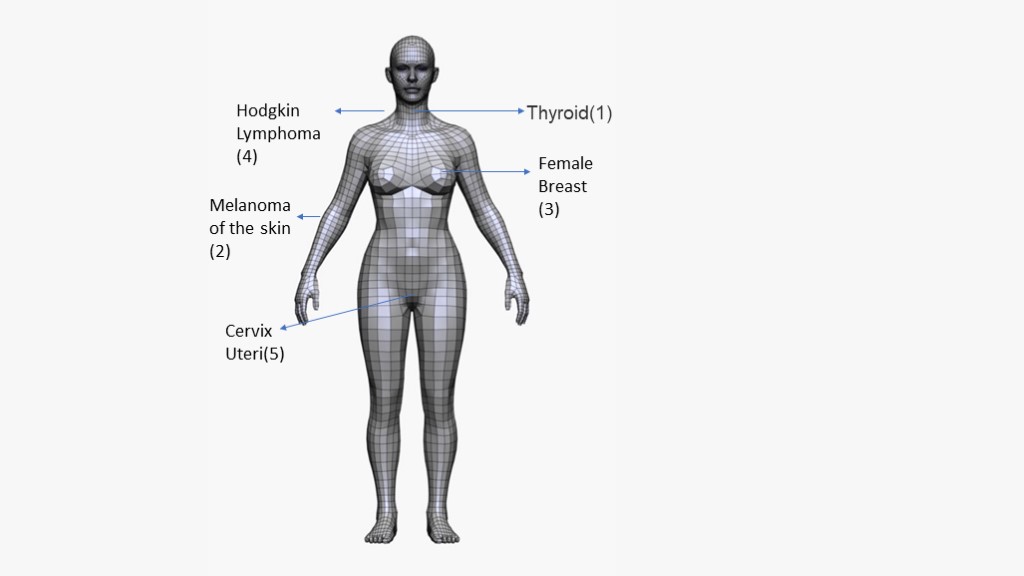 Hodgkin
Lymphoma
(4)
Thyroid(1)
Female
Breast
(3)
Melanoma
of the skin
(2)
Cervix
Uteri(5)